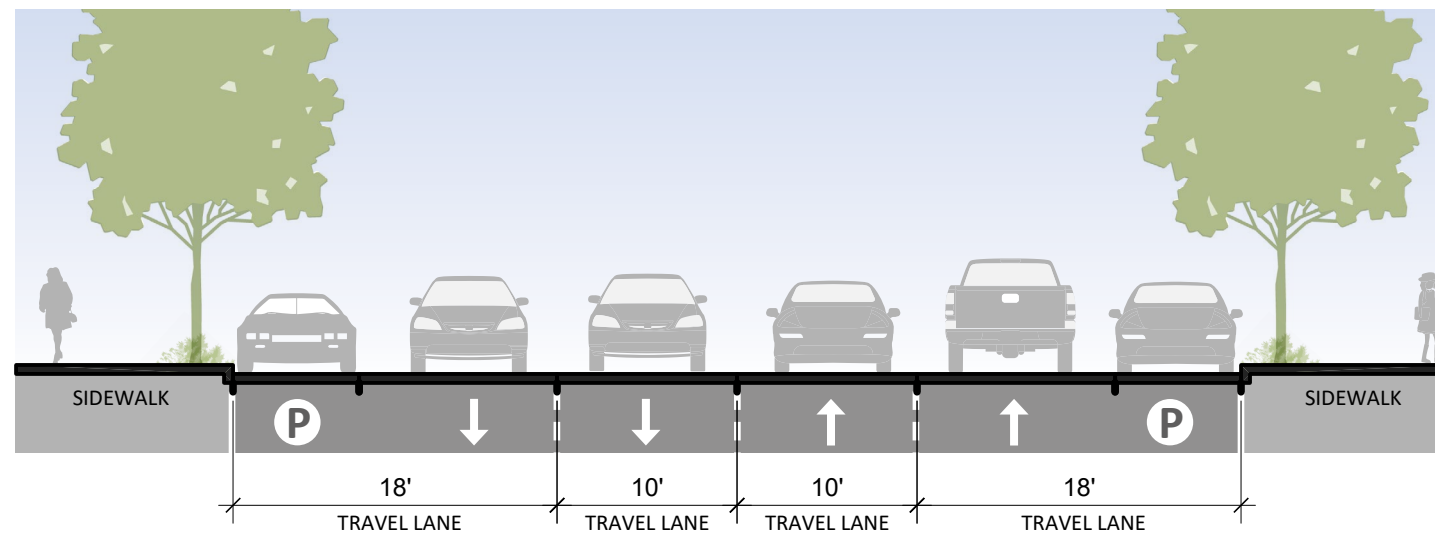 SIDEWALK
SIDEWALK
P
P
18'
10'
10'
18'
TRAVEL LANE
TRAVEL LANE
TRAVEL LANE
TRAVEL LANE